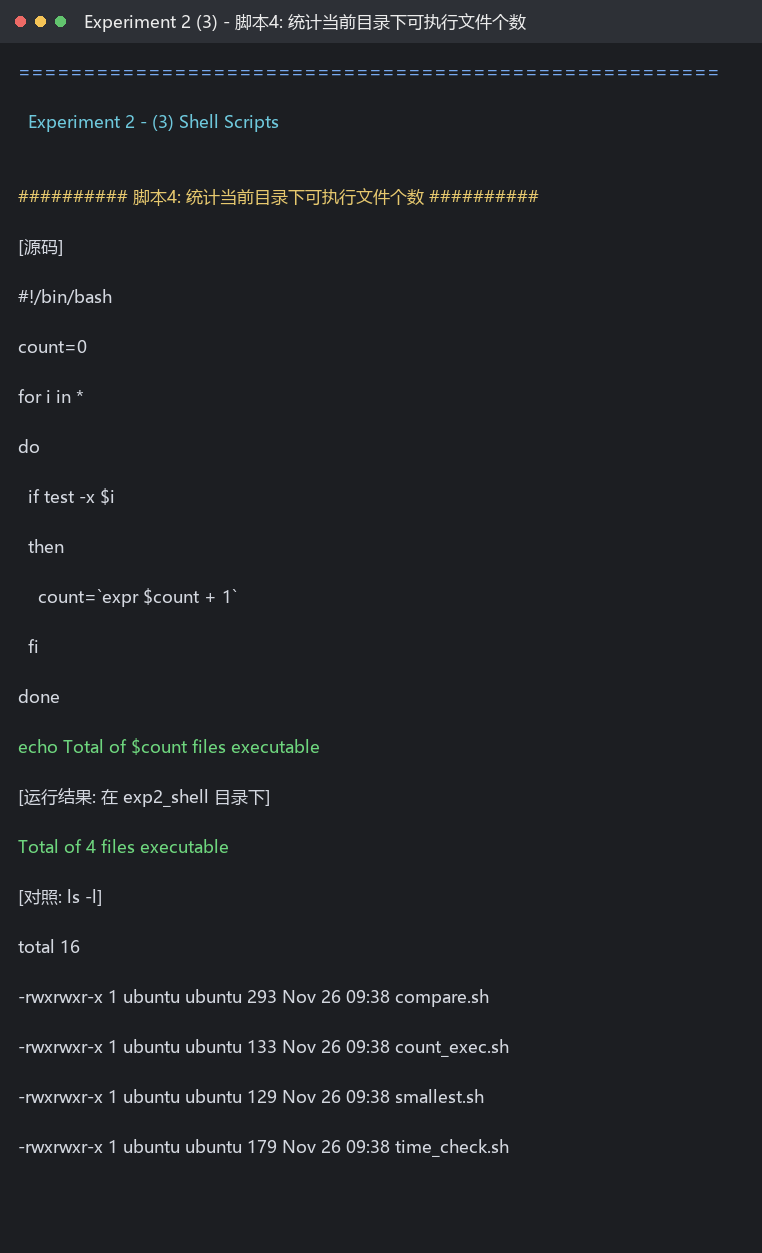 Experiment 2 (3) - 脚本4: 统计当前目录下可执行文件个数
======================================================
Experiment 2 - (3) Shell Scripts
########## 脚本4: 统计当前目录下可执行文件个数 ##########
[源码]
#!/bin/bash
count=0
for i in *
do
  if test -x $i
  then
    count=`expr $count + 1`
  fi
done
echo Total of $count files executable
[运行结果: 在 exp2_shell 目录下]
Total of 4 files executable
[对照: ls -l]
total 16
-rwxrwxr-x 1 ubuntu ubuntu 293 Nov 26 09:38 compare.sh
-rwxrwxr-x 1 ubuntu ubuntu 133 Nov 26 09:38 count_exec.sh
-rwxrwxr-x 1 ubuntu ubuntu 129 Nov 26 09:38 smallest.sh
-rwxrwxr-x 1 ubuntu ubuntu 179 Nov 26 09:38 time_check.sh